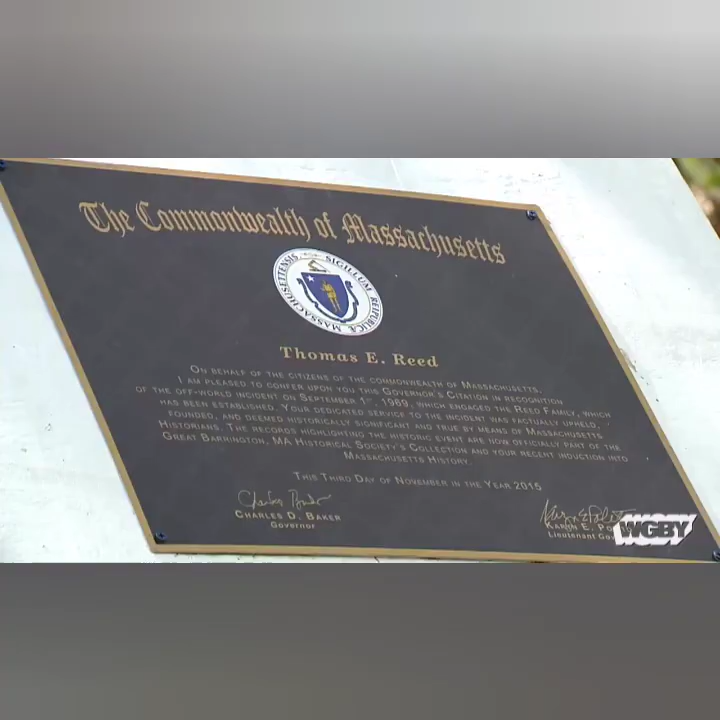 The Commonwealth of Massachusetts
MASSACHUSETTENSIS SIGILLUM REIPUBLICÆ
Thomas E. Reed
ON BEHALF OF THE CITIZENS OF THE COMMONWEALTH OF MASSACHUSETTS,
I AM PLEASED TO CONFER UPON YOU THIS GOVERNOR'S CITATION IN RECOGNITION
OF THE OFF-WORLD INCIDENT ON SEPTEMBER 1ST, 1969, WHICH ENGAGED THE REED FAMILY, WHICH
HAS BEEN ESTABLISHED. YOUR DEDICATED SERVICE TO THE INCIDENT WAS FACTUALLY UPHELD,
FOUNDED, AND DEEMED HISTORICALLY SIGNIFICANT AND TRUE BY MEANS OF MASSACHUSETTS
HISTORIANS. THE RECORDS HIGHLIGHTING THE HISTORIC EVENT ARE NOW OFFICIALLY PART OF THE
GREAT BARRINGTON, MA HISTORICAL SOCIETY'S COLLECTION AND YOUR RECENT INDUCTION INTO
MASSACHUSETTS HISTORY.
THIS THIRD DAY OF NOVEMBER IN THE YEAR 2015
CHARLES D. BAKER
Governor
KARYN E.
Lieutenant
WGBY